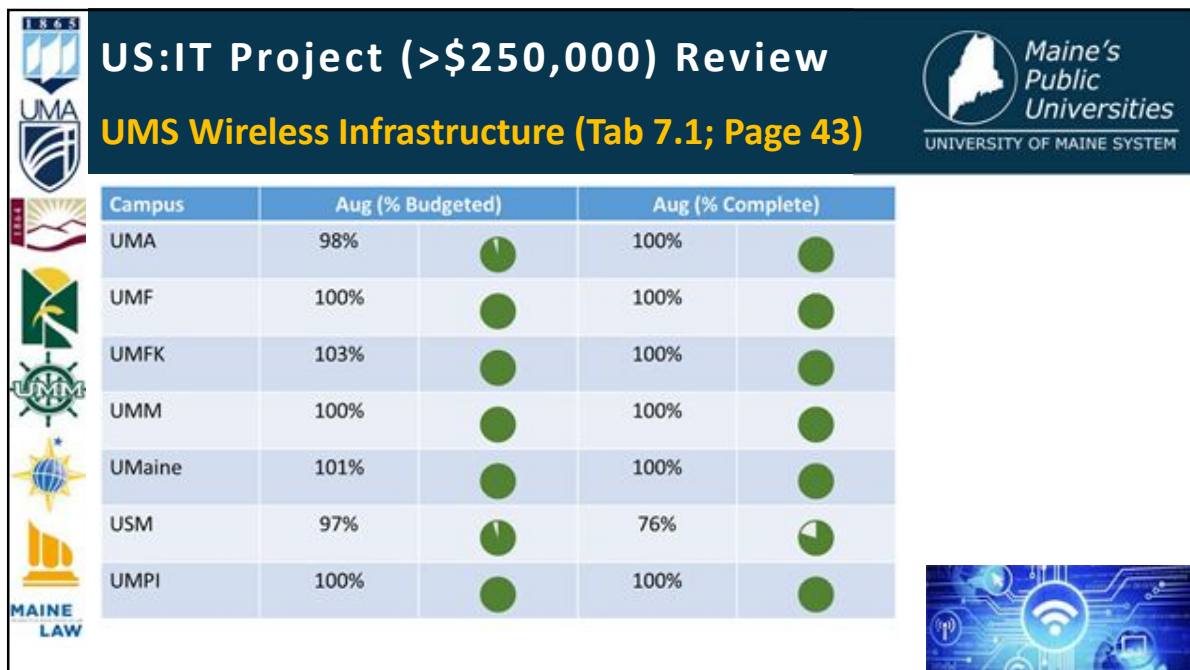 1865
US:IT Project (>$250,000) Review
UMS Wireless Infrastructure (Tab 7.1; Page 43)
Maine's
Public
Universities
UNIVERSITY OF MAINE SYSTEM
UMA
1864
UMM
MAINE
LAW
Campus Aug (% Budgeted) Aug (% Complete)
UMA 98% 100%
UMF 100% 100%
UMFK 103% 100%
UMM 100% 100%
UMaine 101% 100%
USM 97% 76%
UMPI 100% 100%